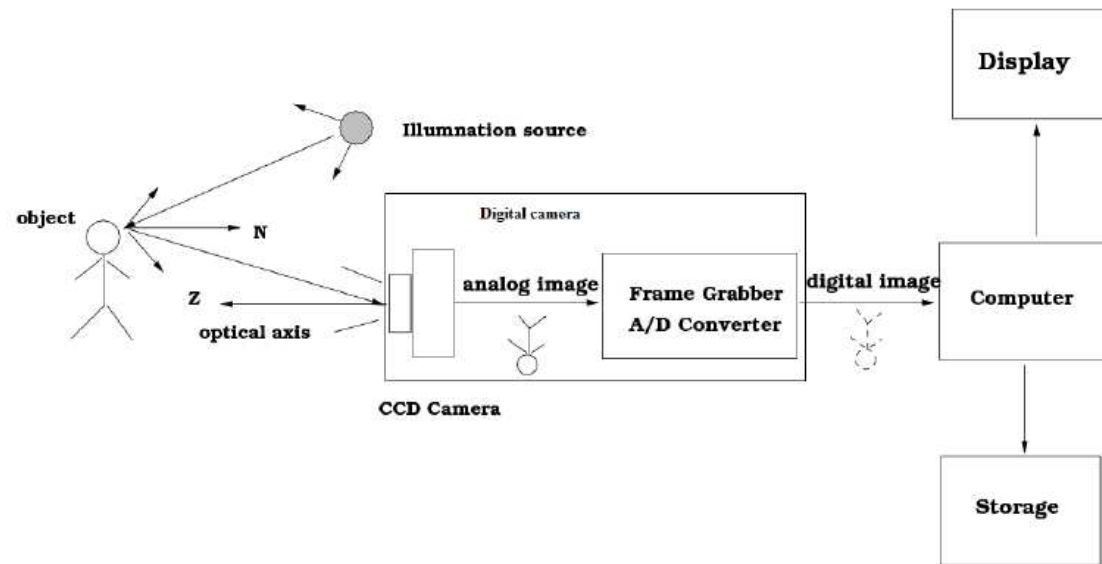 Display
Illumnation source
object
N
Digital camera
Z
optical axis
analog image
Frame Grabber
A/D Converter
digital image
Computer
CCD Camera
Storage